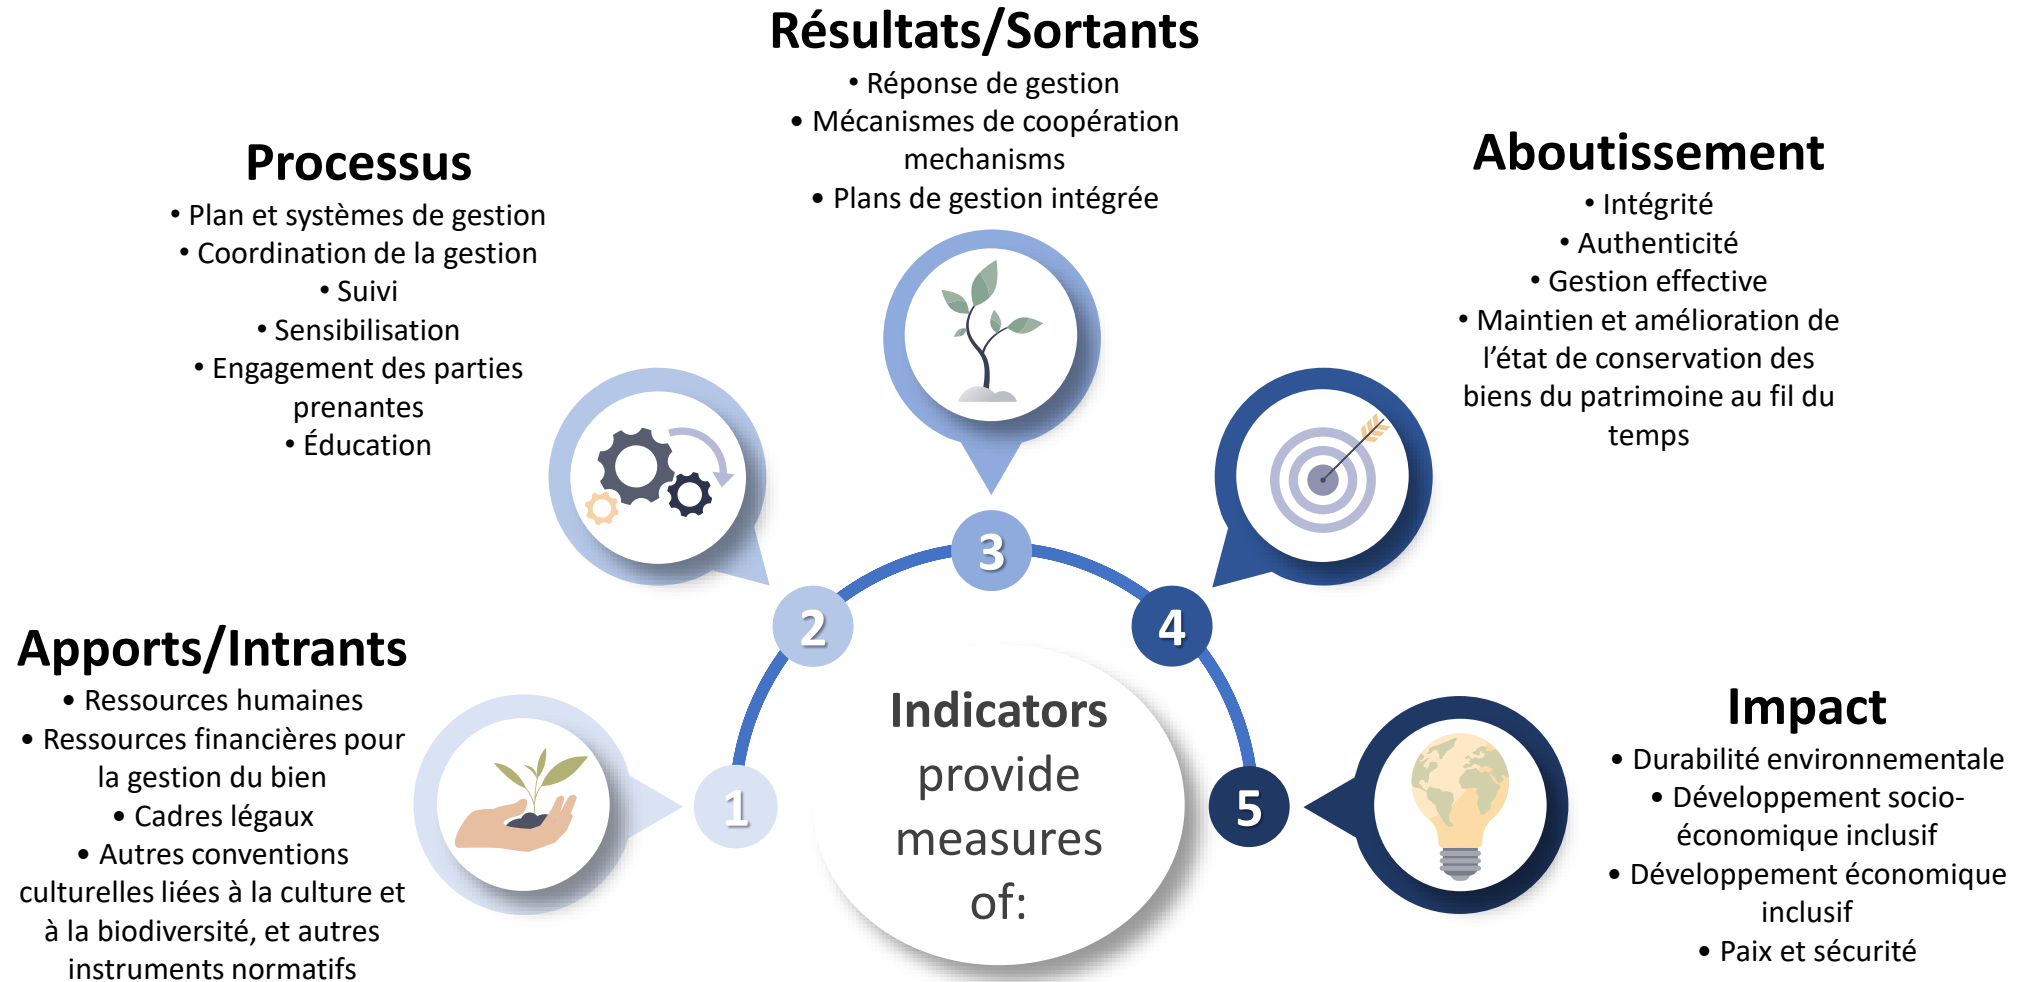 Résultats/Sortants
• Réponse de gestion
• Mécanismes de coopération
mechanisms
• Plans de gestion intégrée
Processus
• Plan et systèmes de gestion
• Coordination de la gestion
• Suivi
• Sensibilisation
• Engagement des parties
prenantes
• Éducation
Aboutissement
• Intégrité
• Authenticité
• Gestion effective
• Maintien et amélioration de
l’état de conservation des
biens du patrimoine au fil du
temps
Apports/Intrants
• Ressources humaines
• Ressources financières pour
la gestion du bien
• Cadres légaux
• Autres conventions
culturelles liées à la culture et
à la biodiversité, et autres
instruments normatifs
1
2
3
4
5
Indicators
provide
measures
of:
Impact
• Durabilité environnementale
• Développement socio-
économique inclusif
• Développement économique
inclusif
• Paix et sécurité